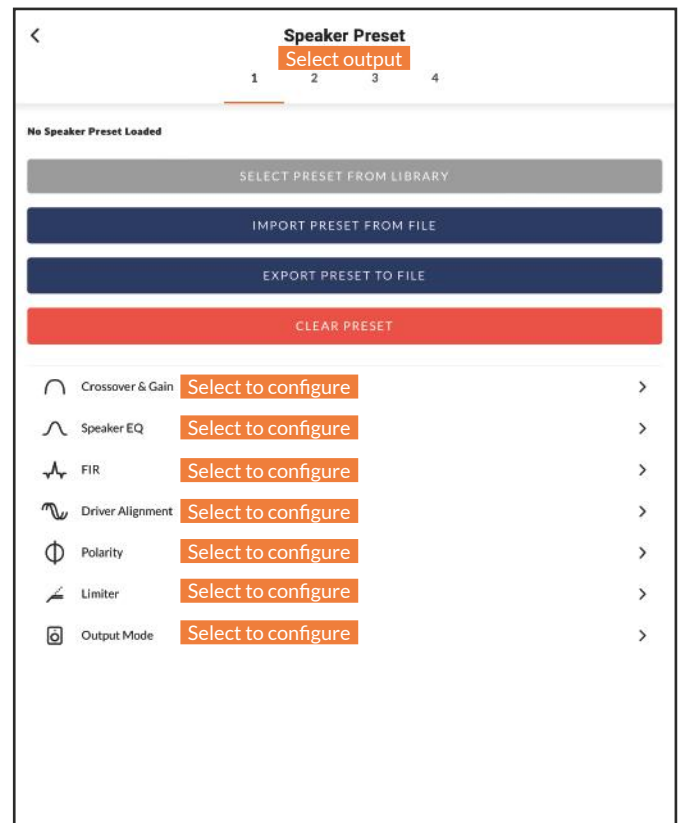 Speaker Preset
Select output
1 2 3 4
No Speaker Preset Loaded
SELECT PRESET FROM LIBRARY
IMPORT PRESET FROM FILE
EXPORT PRESET TO FILE
CLEAR PRESET
Crossover & Gain Select to configure
Speaker EQ Select to configure
FIR Select to configure
Driver Alignment Select to configure
Polarity Select to configure
Limiter Select to configure
Output Mode Select to configure